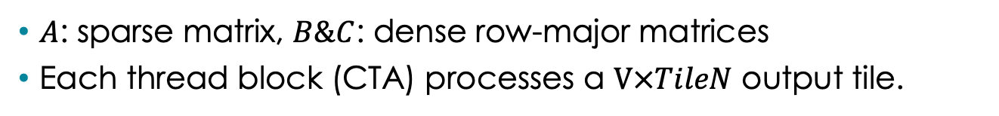 • A: sparse matrix, B&C: dense row-major matrices
• Each thread block (CTA) processes a V×TileN output tile.